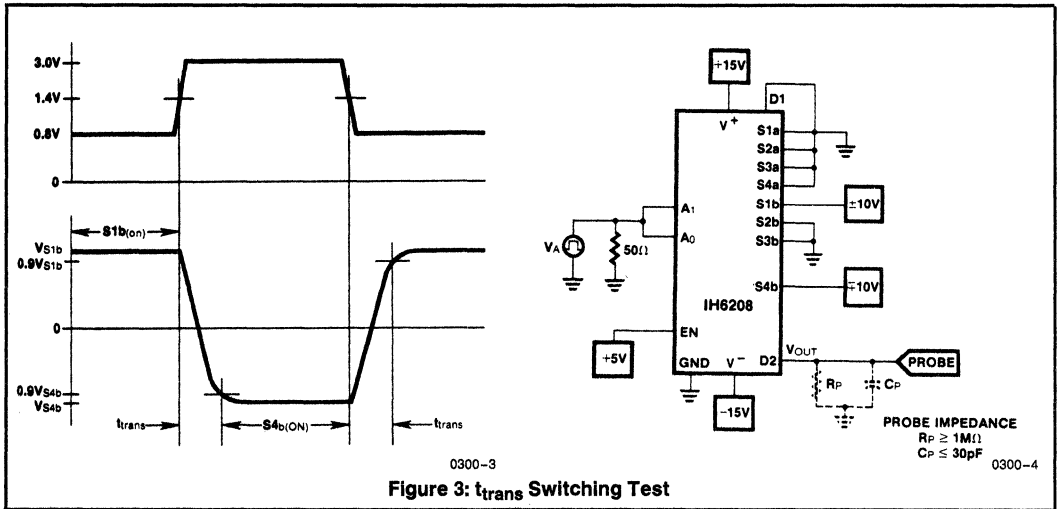 3.0V
1.4V
0.8V
0
S1b(on)
VS1b
0.9VS1b
0
0.9VS4b
VS4b
ttrans
S4b(ON)
ttrans
0300-3
+15V
D1
V+
S1a
S2a
S3a
S4a
S1b
±10V
S2b
S3b
A1
A0
VA
50Ω
S4b
∓10V
IH6208
EN
+5V
GND
V−
D2
VOUT
PROBE
RP
CP
−15V
PROBE IMPEDANCE
RP ≥ 1MΩ
CP ≤ 30pF
0300-4
Figure 3: ttrans Switching Test